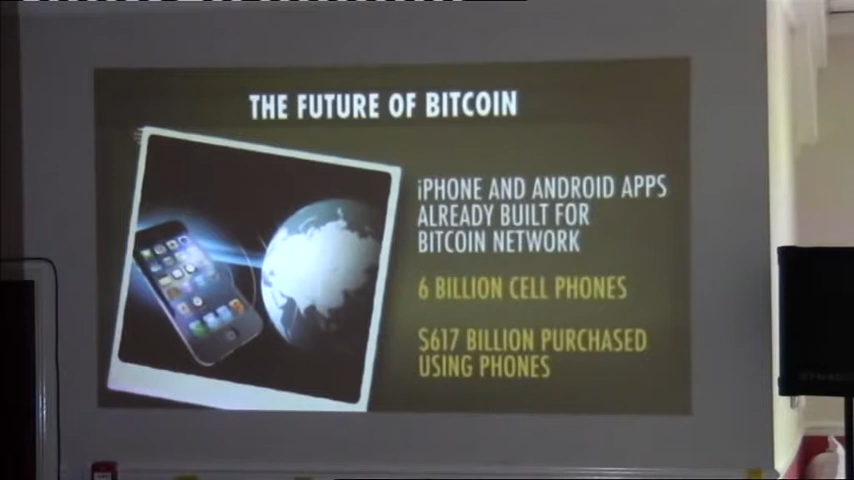 THE FUTURE OF BITCOIN
iPHONE AND ANDROID APPS
ALREADY BUILT FOR
BITCOIN NETWORK
6 BILLION CELL PHONES
$617 BILLION PURCHASED
USING PHONES